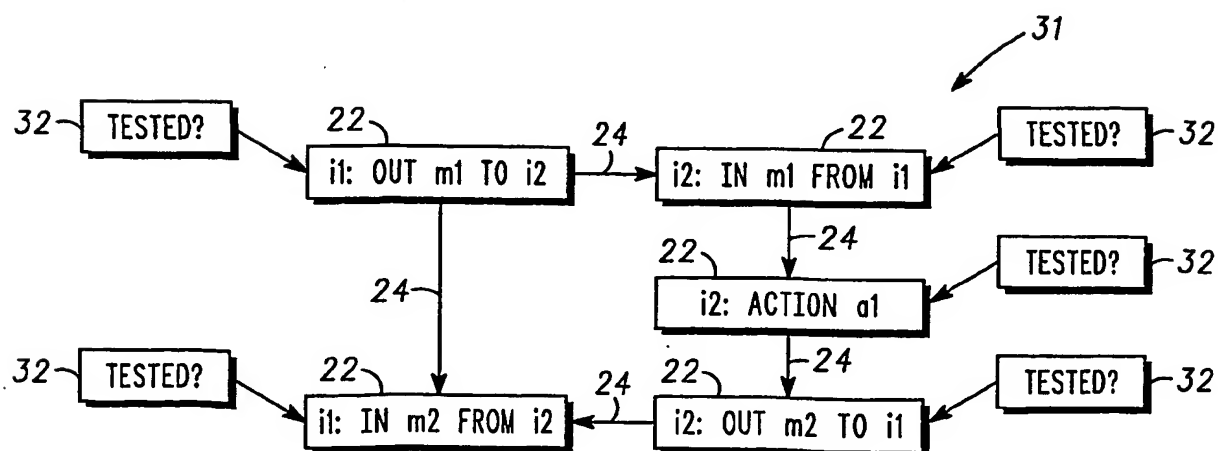 31
32
TESTED?
22
i1: OUT m1 TO i2
24
22
i2: IN m1 FROM i1
TESTED?
32
24
22
i2: ACTION a1
TESTED?
32
24
32
TESTED?
22
i1: IN m2 FROM i2
24
24
22
i2: OUT m2 TO i1
TESTED?
32